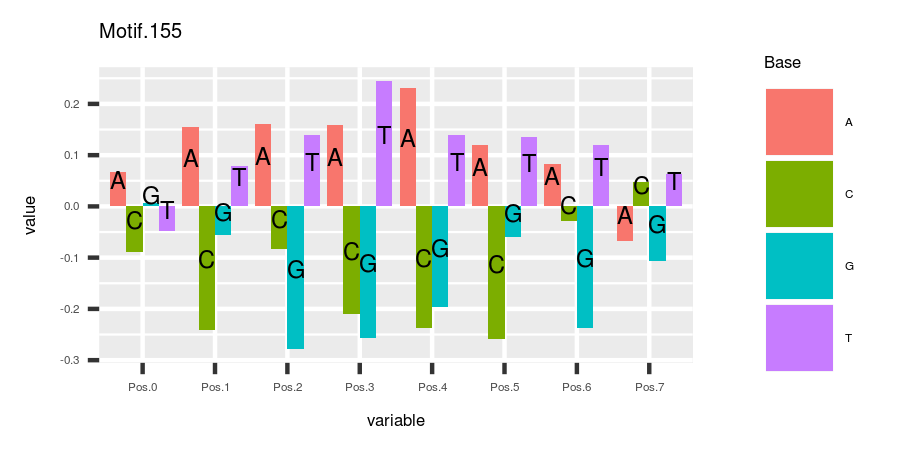 Motif.155
value
0.2
0.1
0.0
-0.1
-0.2
-0.3
A C G T A C G T A C G T A C G T A C G T A C G T A C G T A C G T
Pos.0 Pos.1 Pos.2 Pos.3 Pos.4 Pos.5 Pos.6 Pos.7
variable
Base
A
C
G
T